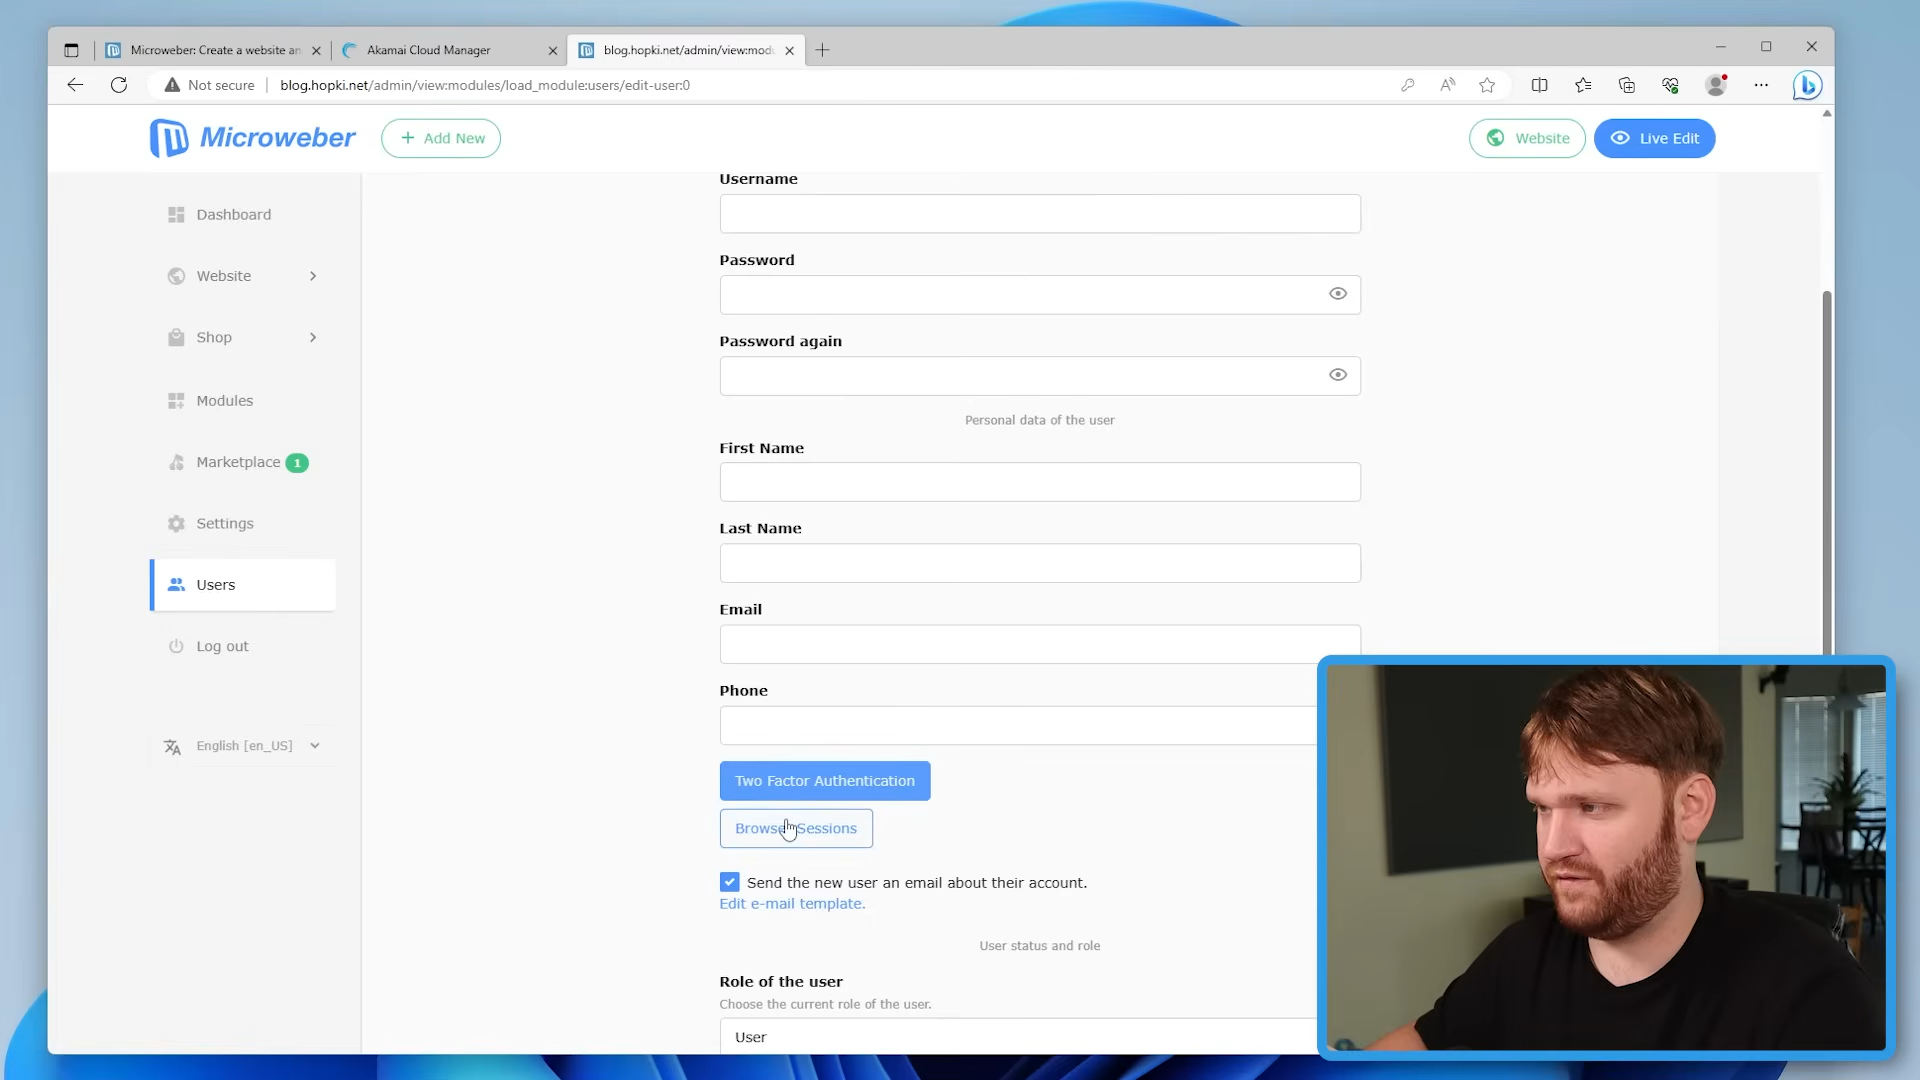 Microweber: Create a website an
Akamai Cloud Manager
blog.hopki.net/admin/view:modu
Not secure
blog.hopki.net/admin/view:modules/load_module:users/edit-user:0
Microweber
+ Add New
Website
Live Edit
Dashboard
Website
Shop
Modules
Marketplace 1
Settings
Users
Log out
English [en_US]
Username
Password
Password again
Personal data of the user
First Name
Last Name
Email
Phone
Two Factor Authentication
Browser Sessions
Send the new user an email about their account.
Edit e-mail template.
User status and role
Role of the user
Choose the current role of the user.
User